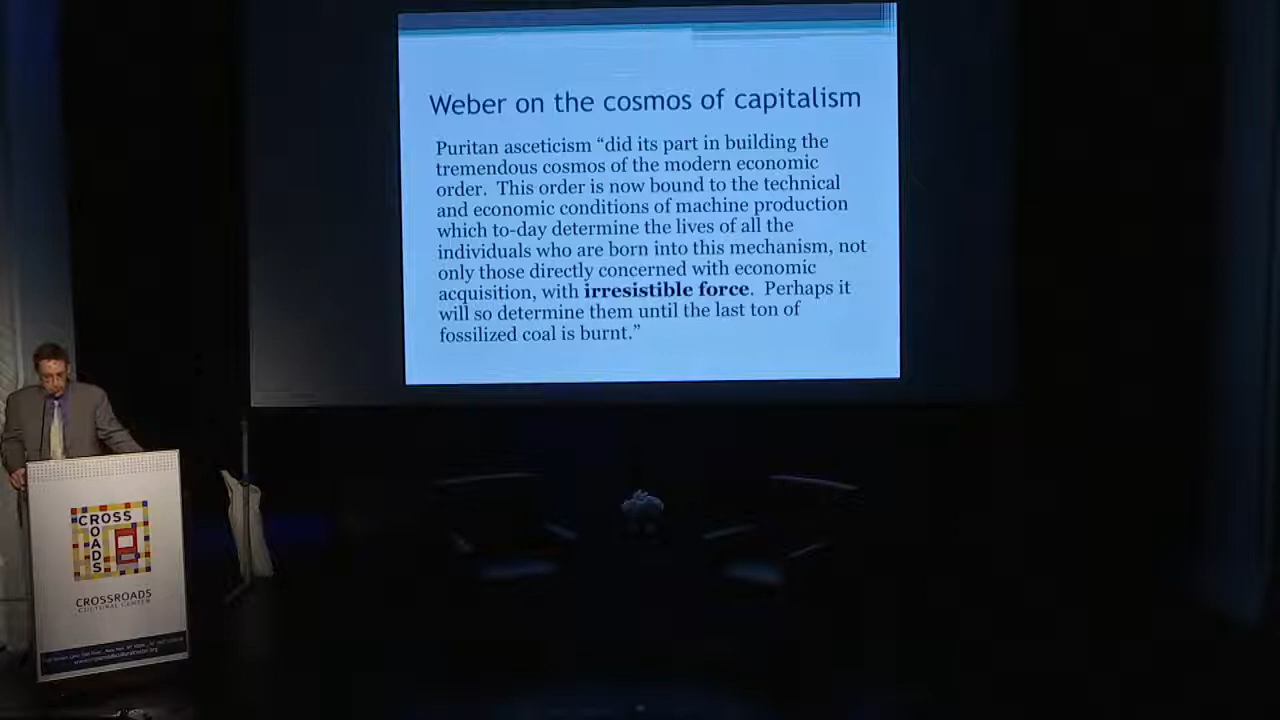 Weber on the cosmos of capitalism
Puritan asceticism “did its part in building the
tremendous cosmos of the modern economic
order.  This order is now bound to the technical
and economic conditions of machine production
which to-day determine the lives of all the
individuals who are born into this mechanism, not
only those directly concerned with economic
acquisition, with irresistible force.  Perhaps it
will so determine them until the last ton of
fossilized coal is burnt.”
CROSS
OADS
CROSSROADS
CULTURAL CENTER